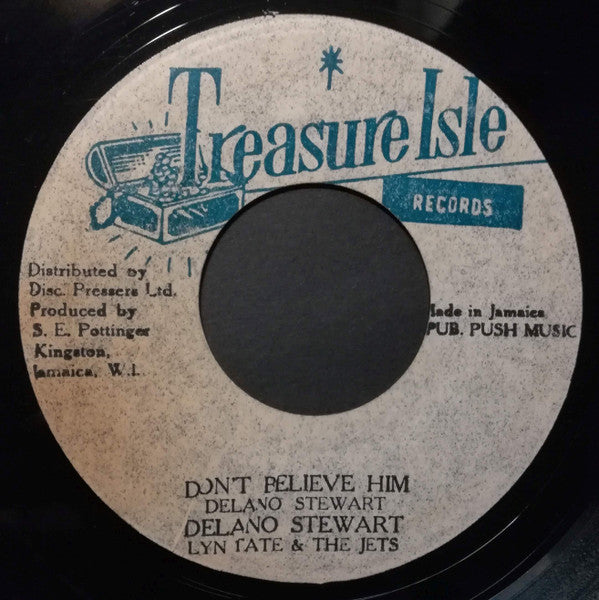 Treasure Isle
RECORDS
Distributed by
Disc. Pressers Ltd.
Produced by
S. E. Pottinger
Kingston,
Jamaica, W.I.
Made in Jamaica
PUB. PUSH MUSIC
DON'T BELIEVE HIM
DELANO STEWART
DELANO STEWART
LYN TATE & THE JETS